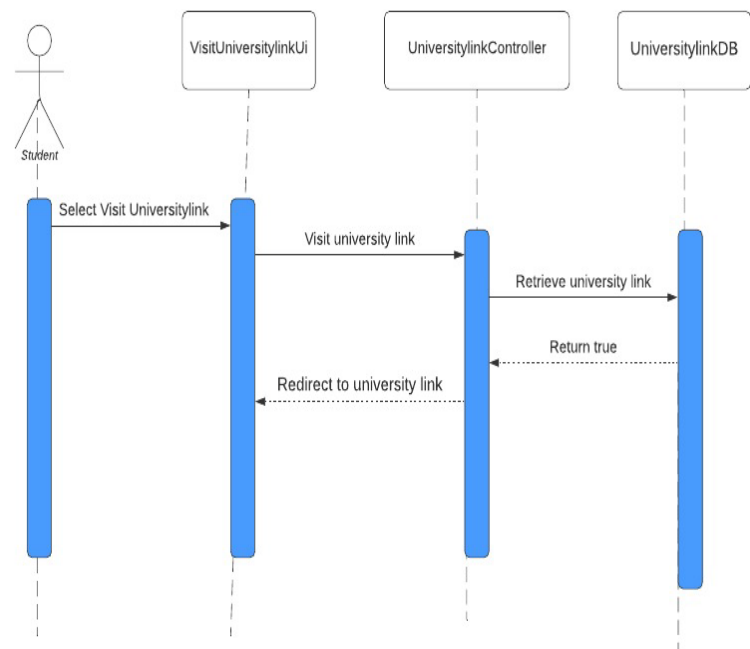 VisitUniversitylinkUi
UniversitylinkController
UniversitylinkDB
Student
Select Visit Universitylink
Visit university link
Retrieve university link
Return true
Redirect to university link